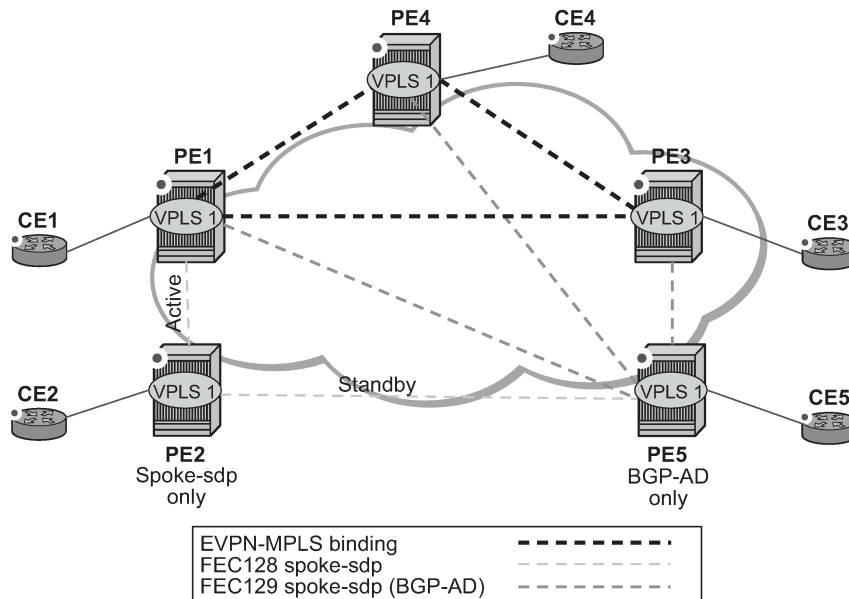 PE4
CE4
VPLS 1
PE1
PE3
CE1
VPLS 1
VPLS 1
CE3
Active
CE2
VPLS 1
Standby
VPLS 1
CE5
PE2
Spoke-sdp
only
PE5
BGP-AD
only
EVPN-MPLS binding
FEC128 spoke-sdp
FEC129 spoke-sdp (BGP-AD)